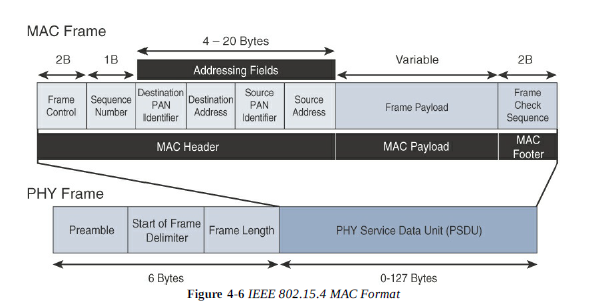 MAC Frame
4 – 20 Bytes
2B
1B
Variable
2B
Addressing Fields
Frame
Control
Sequence
Number
Destination
PAN
Identifier
Destination
Address
Source
PAN
Identifier
Source
Address
Frame Payload
Frame
Check
Sequence
MAC Header
MAC Payload
MAC
Footer
PHY Frame
Preamble
Start of Frame
Delimiter
Frame Length
PHY Service Data Unit (PSDU)
6 Bytes
0-127 Bytes
Figure 4-6 IEEE 802.15.4 MAC Format